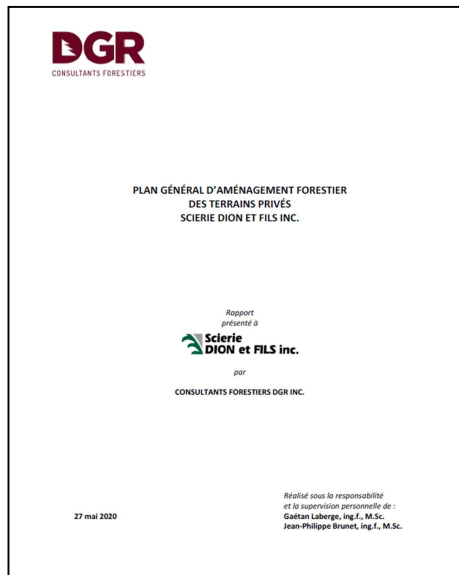 DGR
CONSULTANTS FORESTIERS
PLAN GÉNÉRAL D'AMÉNAGEMENT FORESTIER
DES TERRAINS PRIVÉS
SCIERIE DION ET FILS INC.
Rapport
présenté à
Scierie
DION et FILS inc.
par
CONSULTANTS FORESTIERS DGR INC.
Réalisé sous la responsabilité
et la supervision personnelle de :
27 mai 2020
Gaétan Laberge, ing.f., M.Sc.
Jean-Philippe Brunet, ing.f., M.Sc.